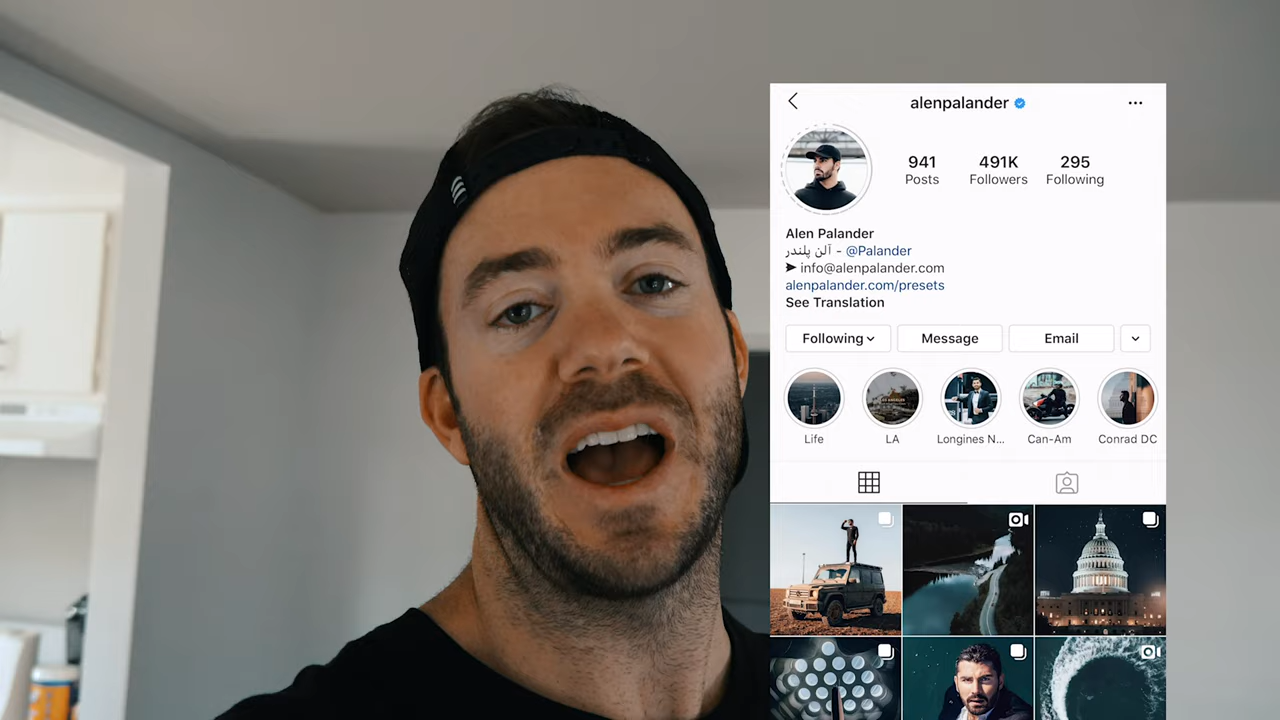 alenpalander
941 491K 295
Posts Followers Following
Alen Palander
آلن پلندر - @Palander
info@alenpalander.com
alenpalander.com/presets
See Translation
Following Message Email
Life LA Longines N... Can-Am Conrad DC